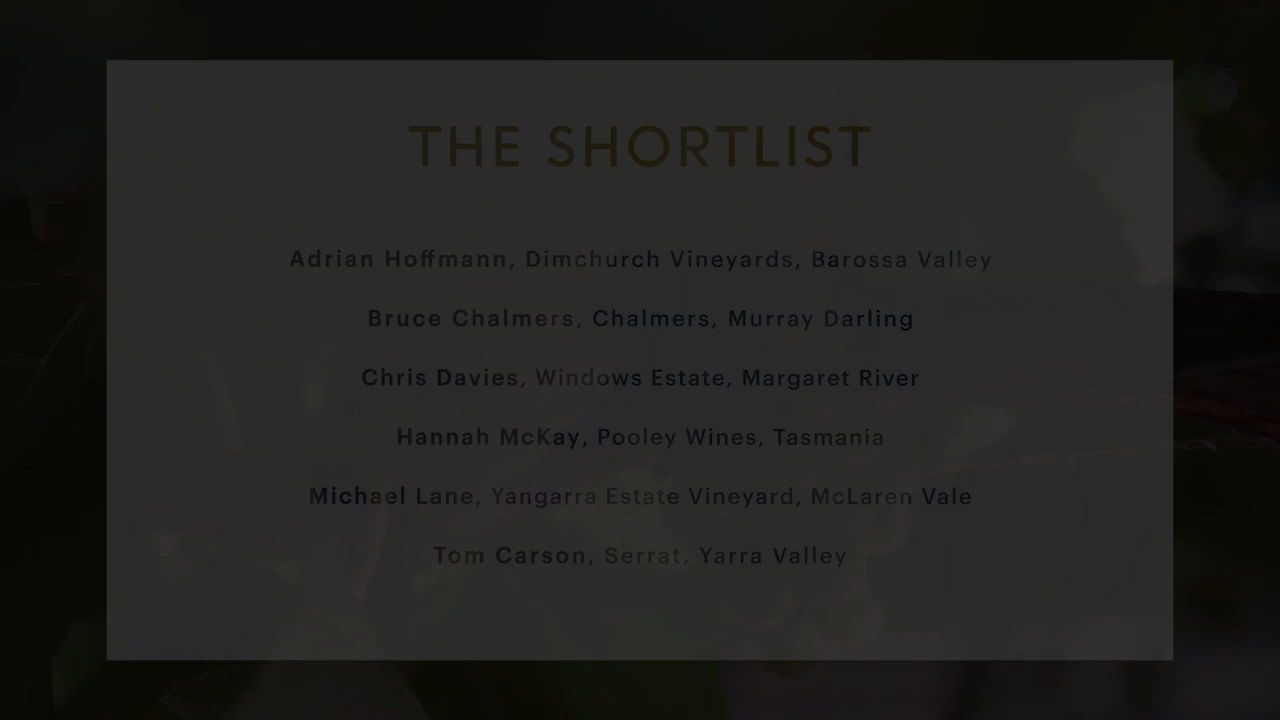 THE SHORTLIST
Adrian Hoffmann, Dimchurch Vineyards, Barossa Valley
Bruce Chalmers, Chalmers, Murray Darling
Chris Davies, Windows Estate, Margaret River
Hannah McKay, Pooley Wines, Tasmania
Michael Lane, Yangarra Estate Vineyard, McLaren Vale
Tom Carson, Serrat, Yarra Valley